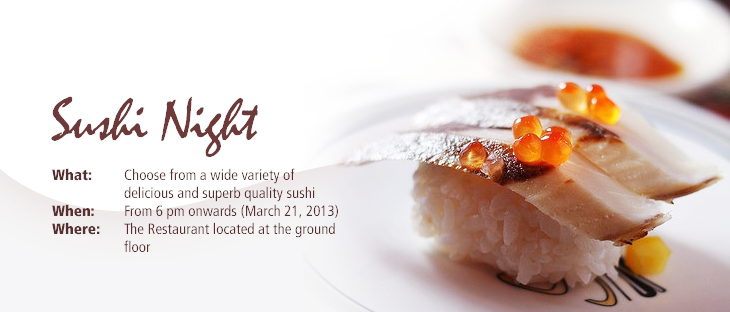 Sushi Night
What: Choose from a wide variety of
delicious and superb quality sushi
When: From 6 pm onwards (March 21, 2013)
Where: The Restaurant located at the ground
floor